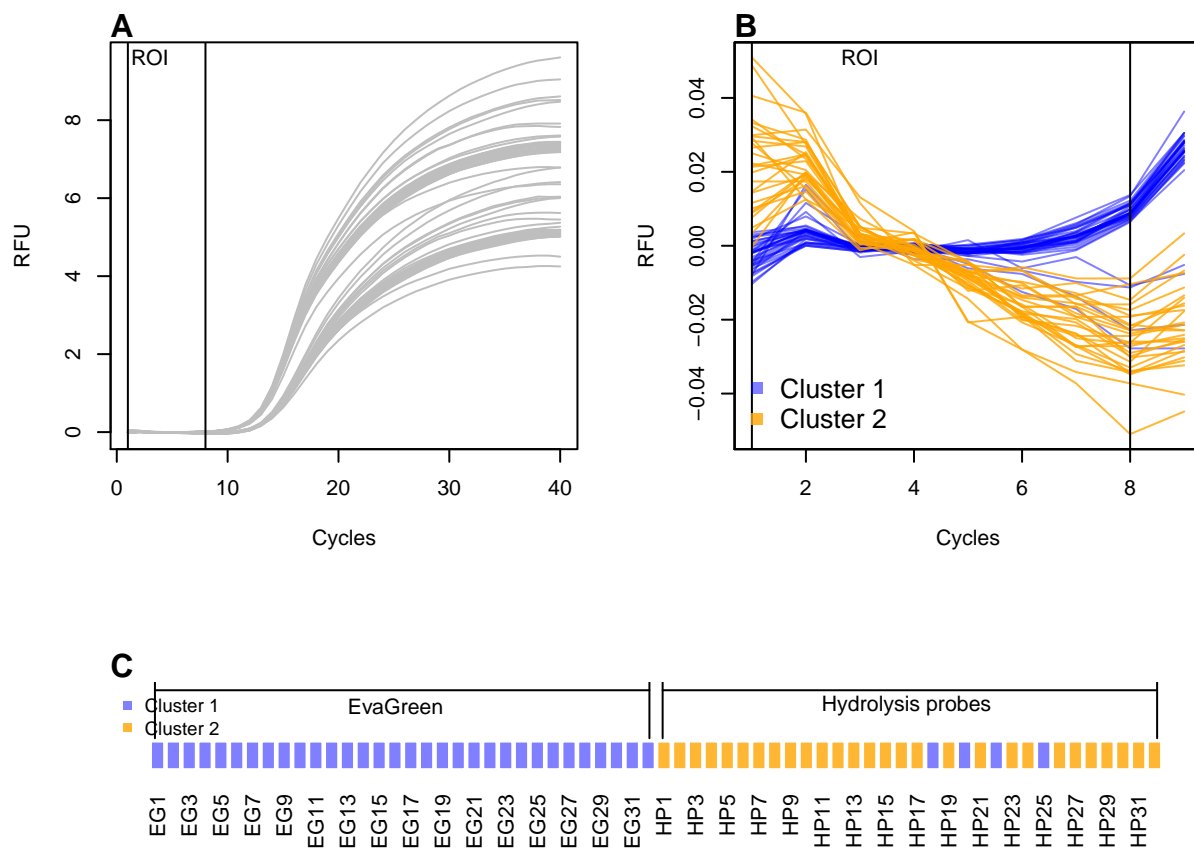 A
ROI
RFU
0
2
4
6
8
0
10
20
30
40
Cycles
B
ROI
RFU
0.04
0.02
0.00
−0.02
−0.04
Cluster 1
Cluster 2
2
4
6
8
Cycles
C
Cluster 1
Cluster 2
EvaGreen
Hydrolysis probes
EG1
EG3
EG5
EG7
EG9
EG11
EG13
EG15
EG17
EG19
EG21
EG23
EG25
EG27
EG29
EG31
HP1
HP3
HP5
HP7
HP9
HP11
HP13
HP15
HP17
HP19
HP21
HP23
HP25
HP27
HP29
HP31